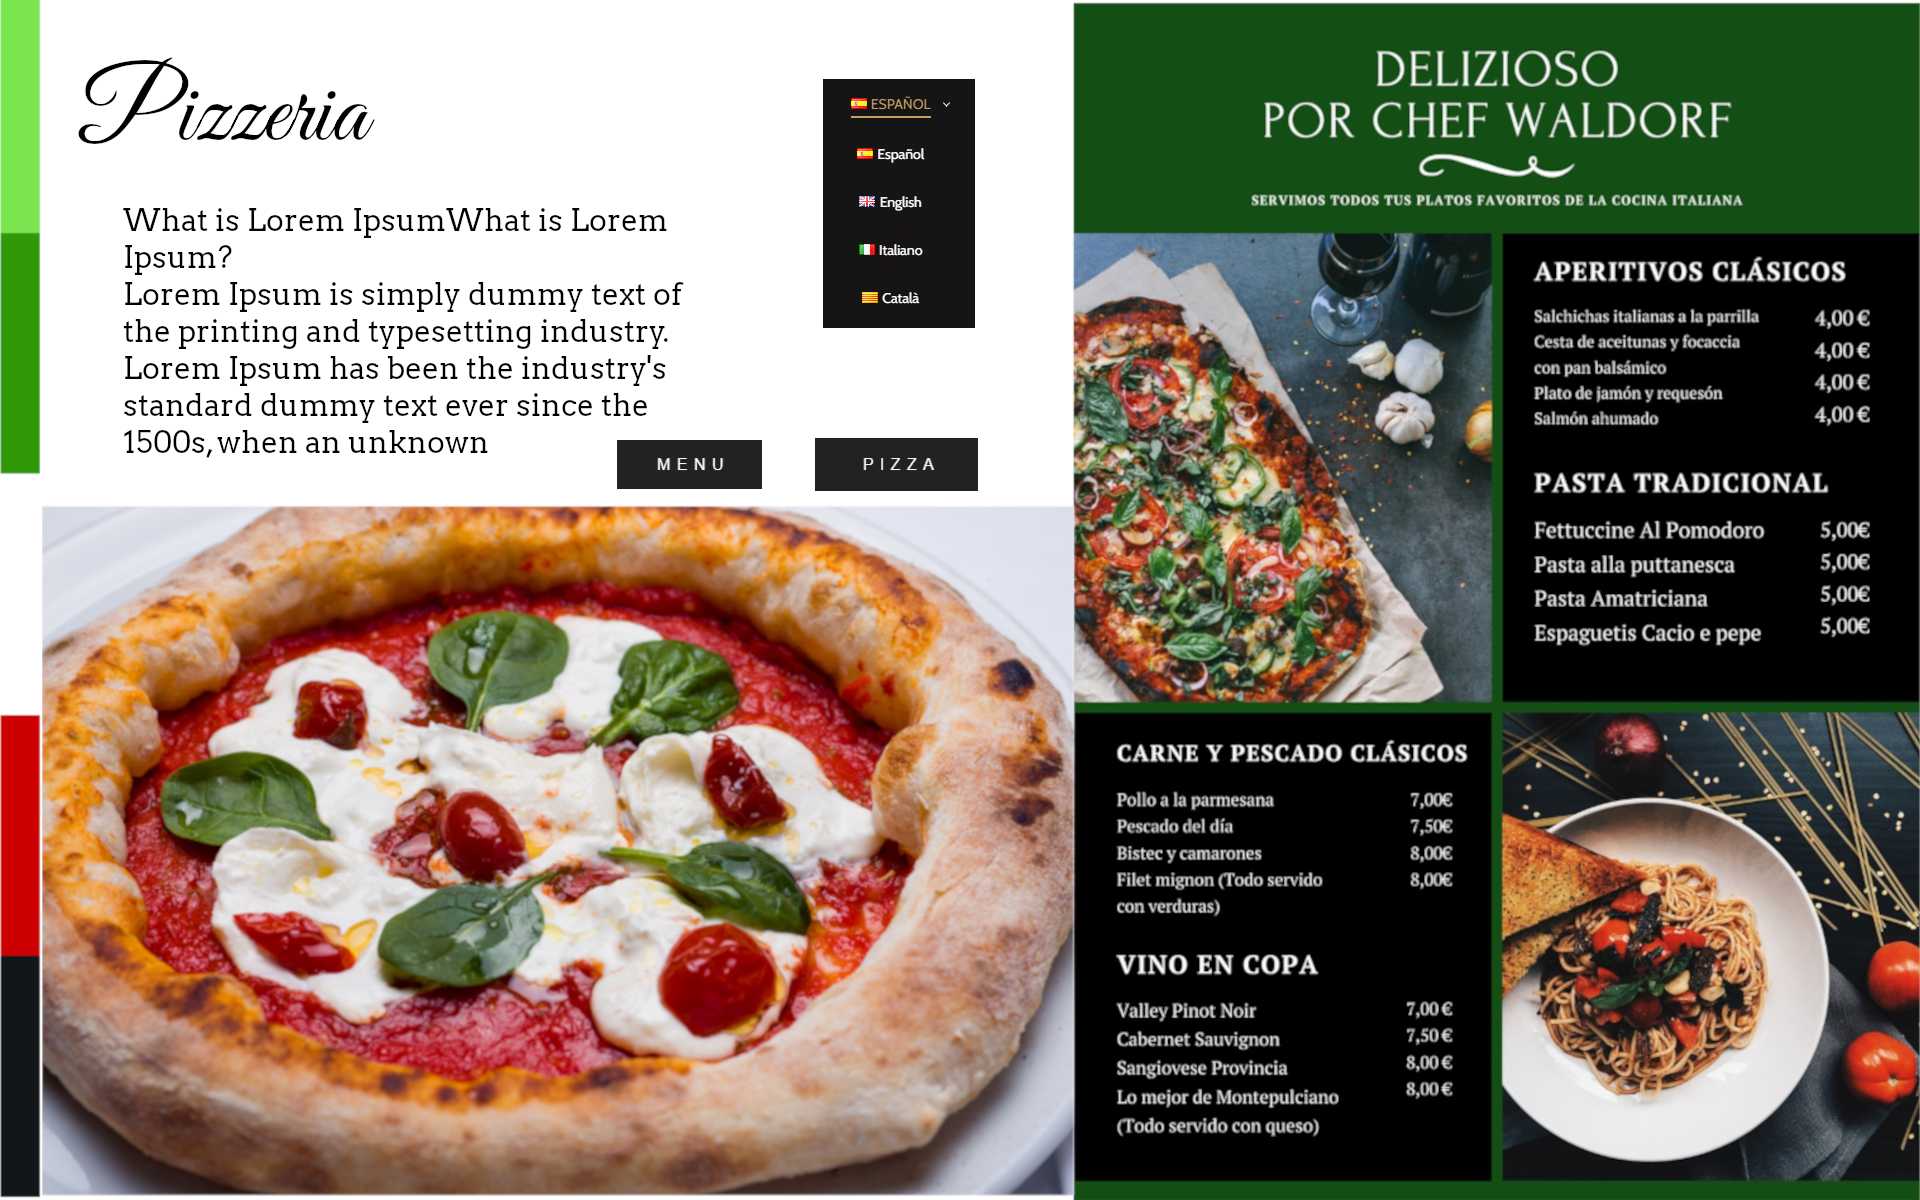 Pizzeria
ESPAÑOL
Español
English
Italiano
Català
What is Lorem IpsumWhat is Lorem
Ipsum?
Lorem Ipsum is simply dummy text of
the printing and typesetting industry.
Lorem Ipsum has been the industry's
standard dummy text ever since the
1500s, when an unknown
MENU
PIZZA
DELIZIOSO
POR CHEF WALDORF
SERVIMOS TODOS TUS PLATOS FAVORITOS DE LA COCINA ITALIANA
APERITIVOS CLÁSICOS
Salchichas italianas a la parrilla 4,00 €
Cesta de aceitunas y focaccia 4,00 €
con pan balsámico
Plato de jamón y requesón 4,00 €
Salmón ahumado 4,00 €
PASTA TRADICIONAL
Fettuccine Al Pomodoro 5,00€
Pasta alla puttanesca 5,00€
Pasta Amatriciana 5,00€
Espaguetis Cacio e pepe 5,00€
CARNE Y PESCADO CLÁSICOS
Pollo a la parmesana 7,00€
Pescado del día 7,50€
Bistec y camarones 8,00€
Filet mignon (Todo servido 8,00€
con verduras)
VINO EN COPA
Valley Pinot Noir 7,00 €
Cabernet Sauvignon 7,50 €
Sangiovese Provincia 8,00 €
Lo mejor de Montepulciano 8,00 €
(Todo servido con queso)